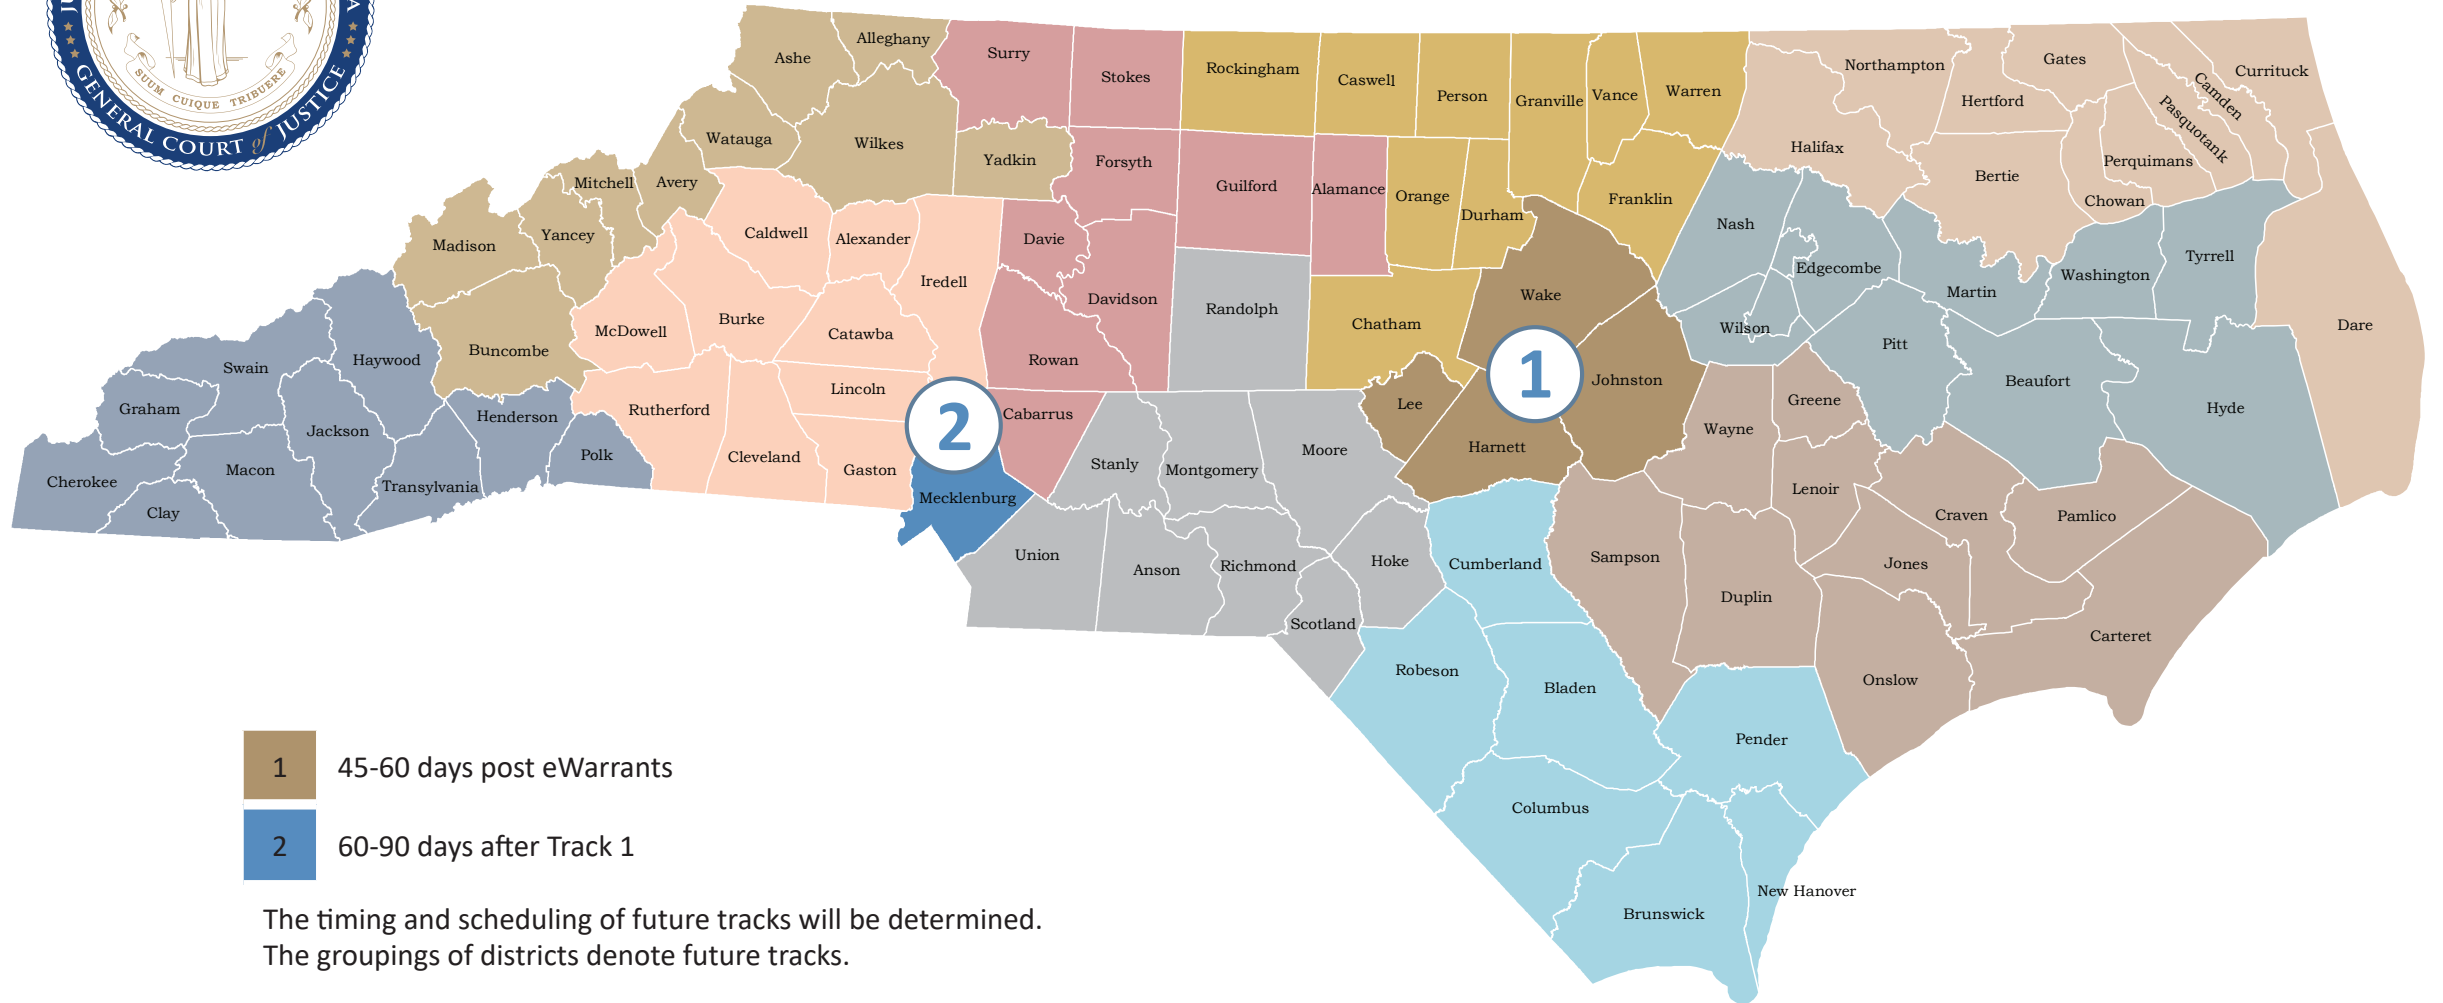 SUUM CUIQUE TRIBUERE
GENERAL COURT of JUSTICE
Alleghany
Ashe
Surry
Stokes
Rockingham
Caswell
Person
Granville
Vance
Warren
Northampton
Gates
Currituck
Camden
Pasquotank
Hertford
Halifax
Perquimans
Bertie
Chowan
Watauga
Wilkes
Yadkin
Forsyth
Guilford
Alamance
Orange
Durham
Franklin
Nash
Mitchell
Avery
Madison
Yancey
Caldwell
Alexander
Iredell
Davie
Davidson
Randolph
Chatham
Wake
Edgecombe
Martin
Washington
Tyrrell
Dare
McDowell
Burke
Catawba
Rowan
Wilson
Pitt
Beaufort
Hyde
Buncombe
Haywood
Swain
Graham
Jackson
Henderson
Rutherford
Lincoln
2
Cabarrus
Lee
1
Johnston
Greene
Wayne
Harnett
Moore
Montgomery
Stanly
Cherokee
Macon
Clay
Transylvania
Polk
Cleveland
Gaston
Mecklenburg
Lenoir
Craven
Pamlico
Union
Anson
Richmond
Hoke
Cumberland
Sampson
Duplin
Jones
Carteret
Scotland
Robeson
Bladen
Onslow
Pender
Columbus
Brunswick
New Hanover
1 45-60 days post eWarrants
2 60-90 days after Track 1
The timing and scheduling of future tracks will be determined.
The groupings of districts denote future tracks.